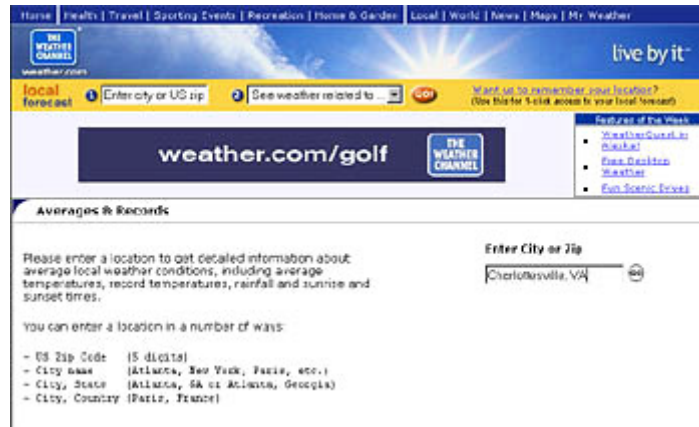 Home | Health | Travel | Sporting Events | Recreation | Home & Garden | Local | World | News | Maps | My Weather
THE WEATHER CHANNEL
weather.com
live by it
local forecast
1 Enter city or US zip
2 See weather related to ...
GO!
Want us to remember your location?
(Use this for 1-click access to your local forecast)
weather.com/golf
THE WEATHER CHANNEL
Features of the Week
WeatherQuest in Alaska!
Free Desktop Weather
Fun Scenic Drives
Averages & Records
Please enter a location to get detailed information about
average local weather conditions, including average
temperatures, record temperatures, rainfall and sunrise and
sunset times.
You can enter a location in a number of ways:
- US Zip Code (5 digits)
- City name (Atlanta, New York, Paris, etc.)
- City, State (Atlanta, GA or Atlanta, Georgia)
- City, Country (Paris, France)
Enter City or Zip
Charlottesville, VA
GO